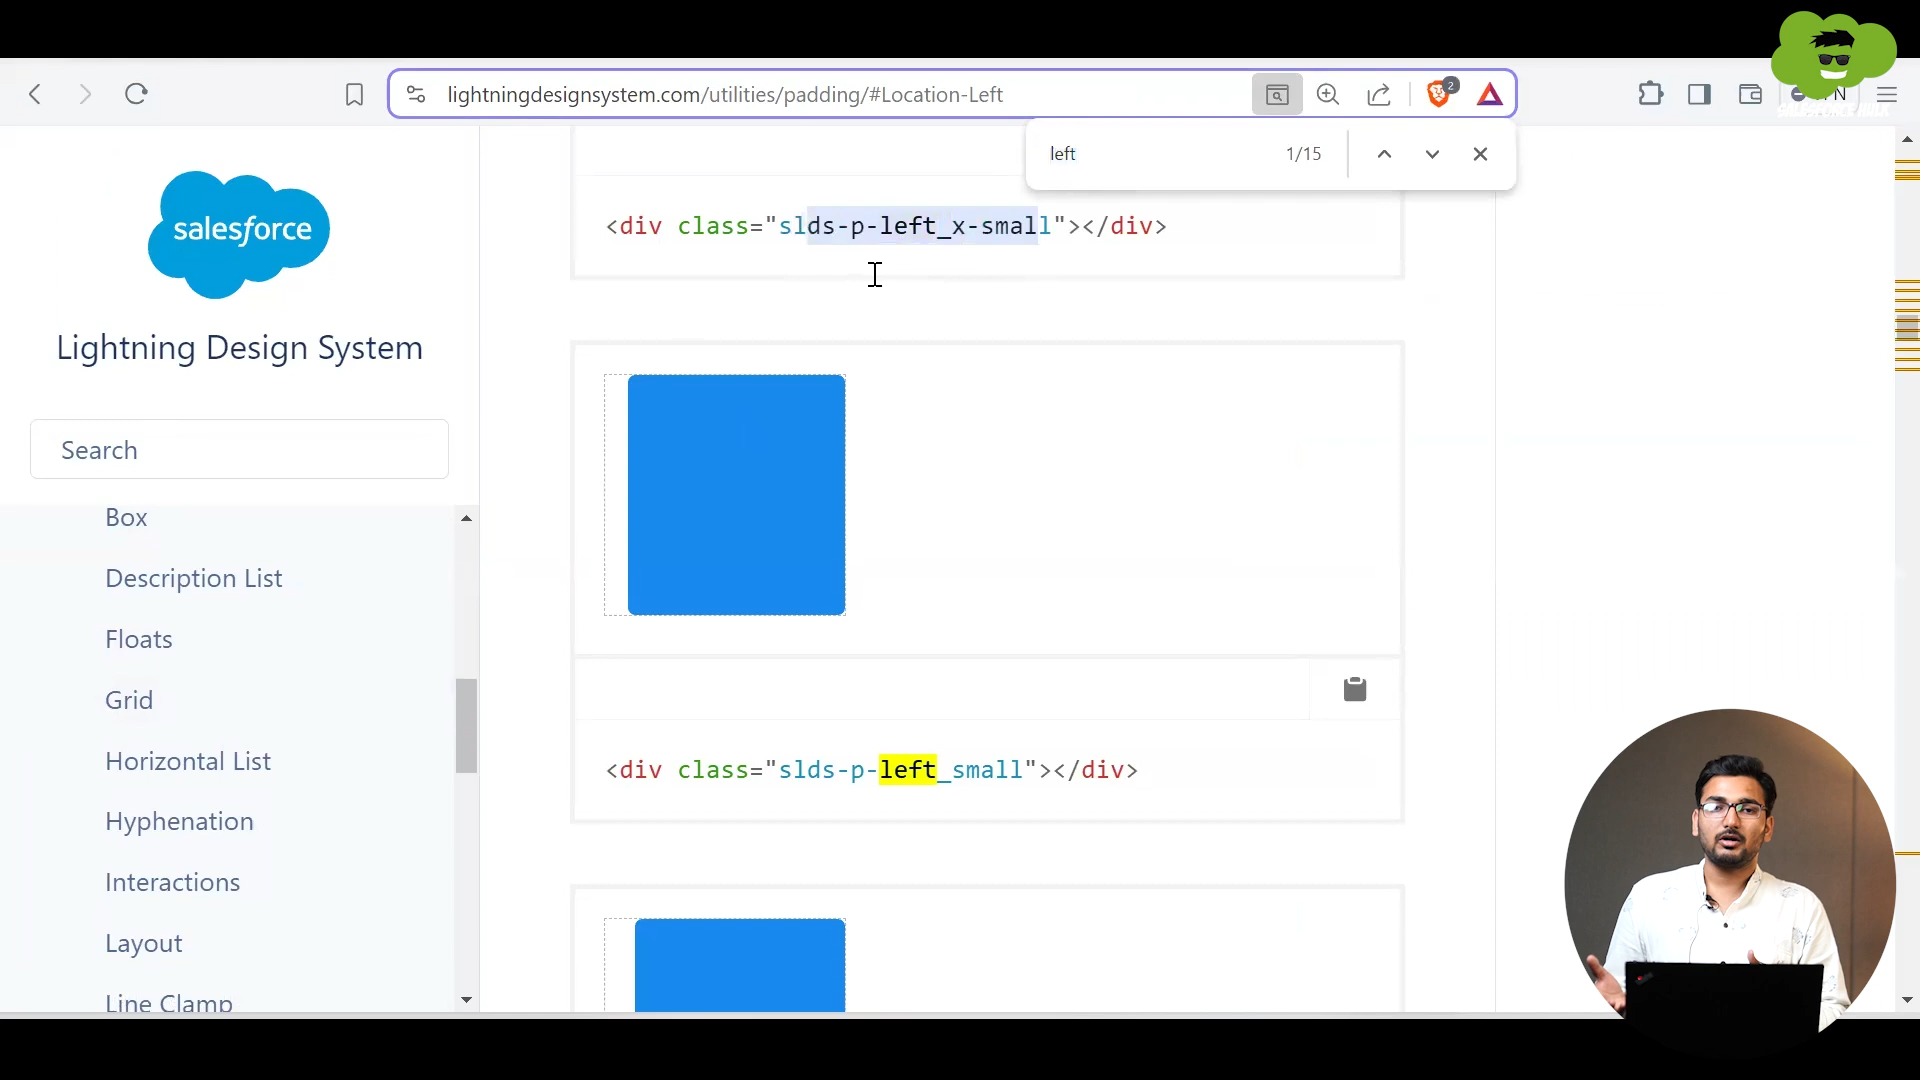 lightningdesignsystem.com/utilities/padding/#Location-Left
2
left
1/15
salesforce
Lightning Design System
Search
Box
Description List
Floats
Grid
Horizontal List
Hyphenation
Interactions
Layout
Line Clamp
<div class="slds-p-left_x-small"></div>
<div class="slds-p-left_small"></div>